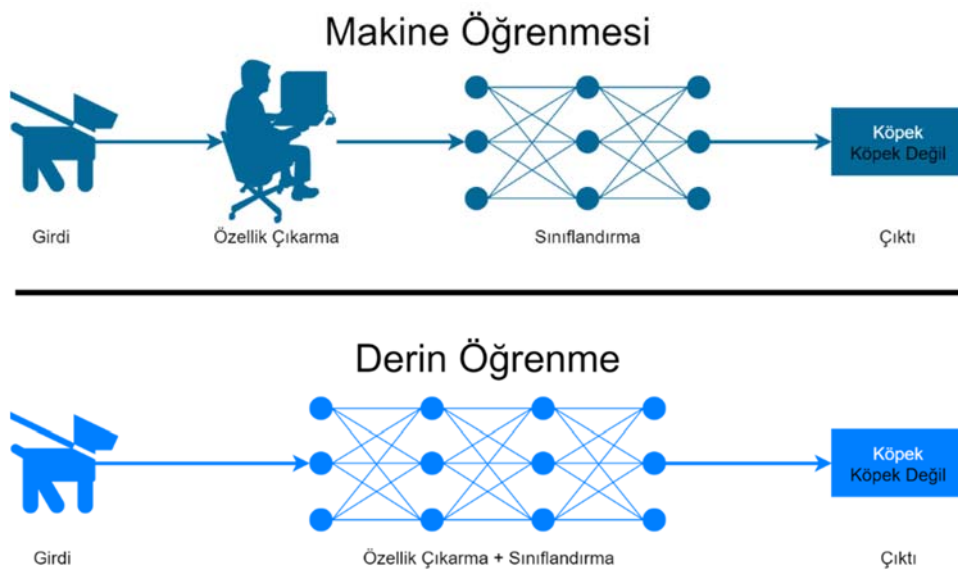 Makine Öğrenmesi
Köpek
Köpek Değil
Girdi
Özellik Çıkarma
Sınıflandırma
Çıktı
Derin Öğrenme
Köpek
Köpek Değil
Girdi
Özellik Çıkarma + Sınıflandırma
Çıktı